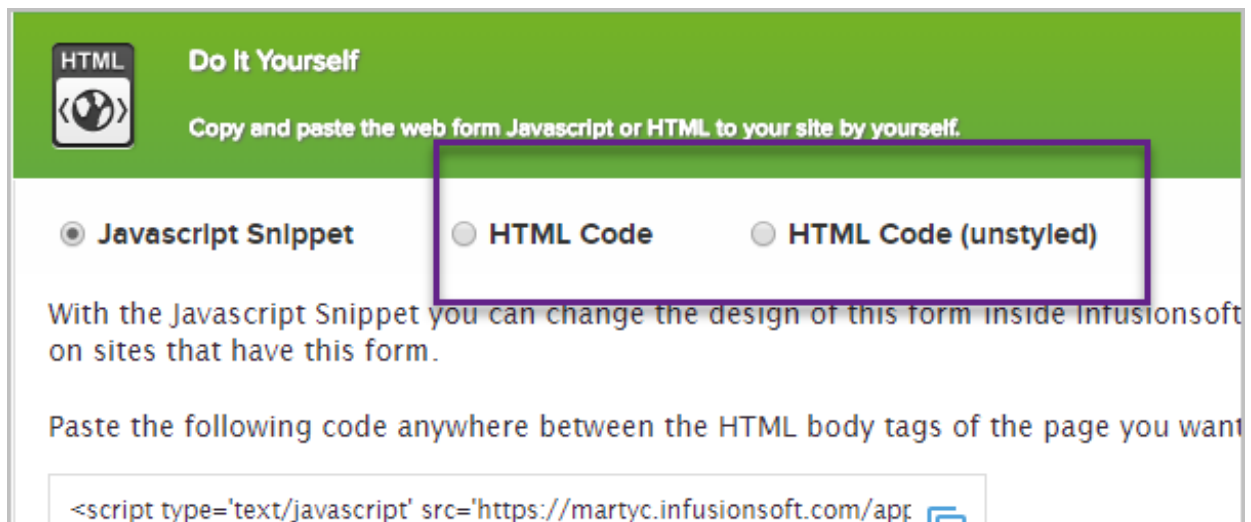 HTML
Do It Yourself
Copy and paste the web form Javascript or HTML to your site by yourself.
Javascript Snippet
HTML Code
HTML Code (unstyled)
With the Javascript Snippet you can change the design of this form inside Infusionsoft
on sites that have this form.
Paste the following code anywhere between the HTML body tags of the page you want
<script type='text/javascript' src='https://martyc.infusionsoft.com/app